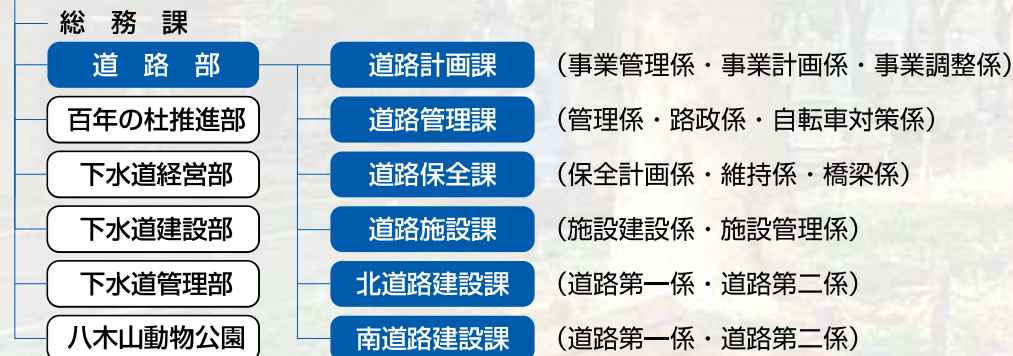 総務課
道路部 道路計画課 (事業管理係・事業計画係・事業調整係)
百年の杜推進部 道路管理課 (管理係・路政係・自転車対策係)
下水道経営部 道路保全課 (保全計画係・維持係・橋梁係)
下水道建設部 道路施設課 (施設建設係・施設管理係)
下水道管理部 北道路建設課 (道路第一係・道路第二係)
八木山動物公園 南道路建設課 (道路第一係・道路第二係)